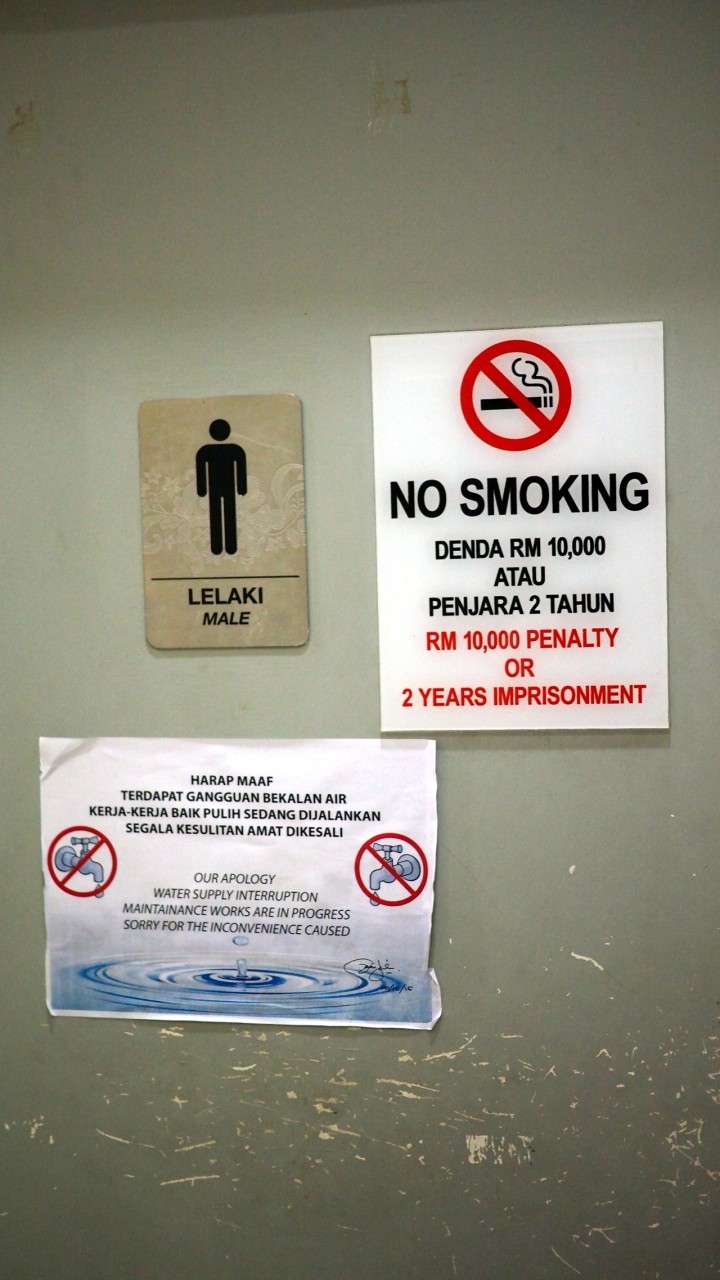 LELAKI
MALE
NO SMOKING
DENDA RM 10,000
ATAU
PENJARA 2 TAHUN
RM 10,000 PENALTY
OR
2 YEARS IMPRISONMENT
HARAP MAAF
TERDAPAT GANGGUAN BEKALAN AIR
KERJA-KERJA BAIK PULIH SEDANG DIJALANKAN
SEGALA KESULITAN AMAT DIKESALI
OUR APOLOGY
WATER SUPPLY INTERRUPTION
MAINTAINANCE WORKS ARE IN PROGRESS
SORRY FOR THE INCONVENIENCE CAUSED